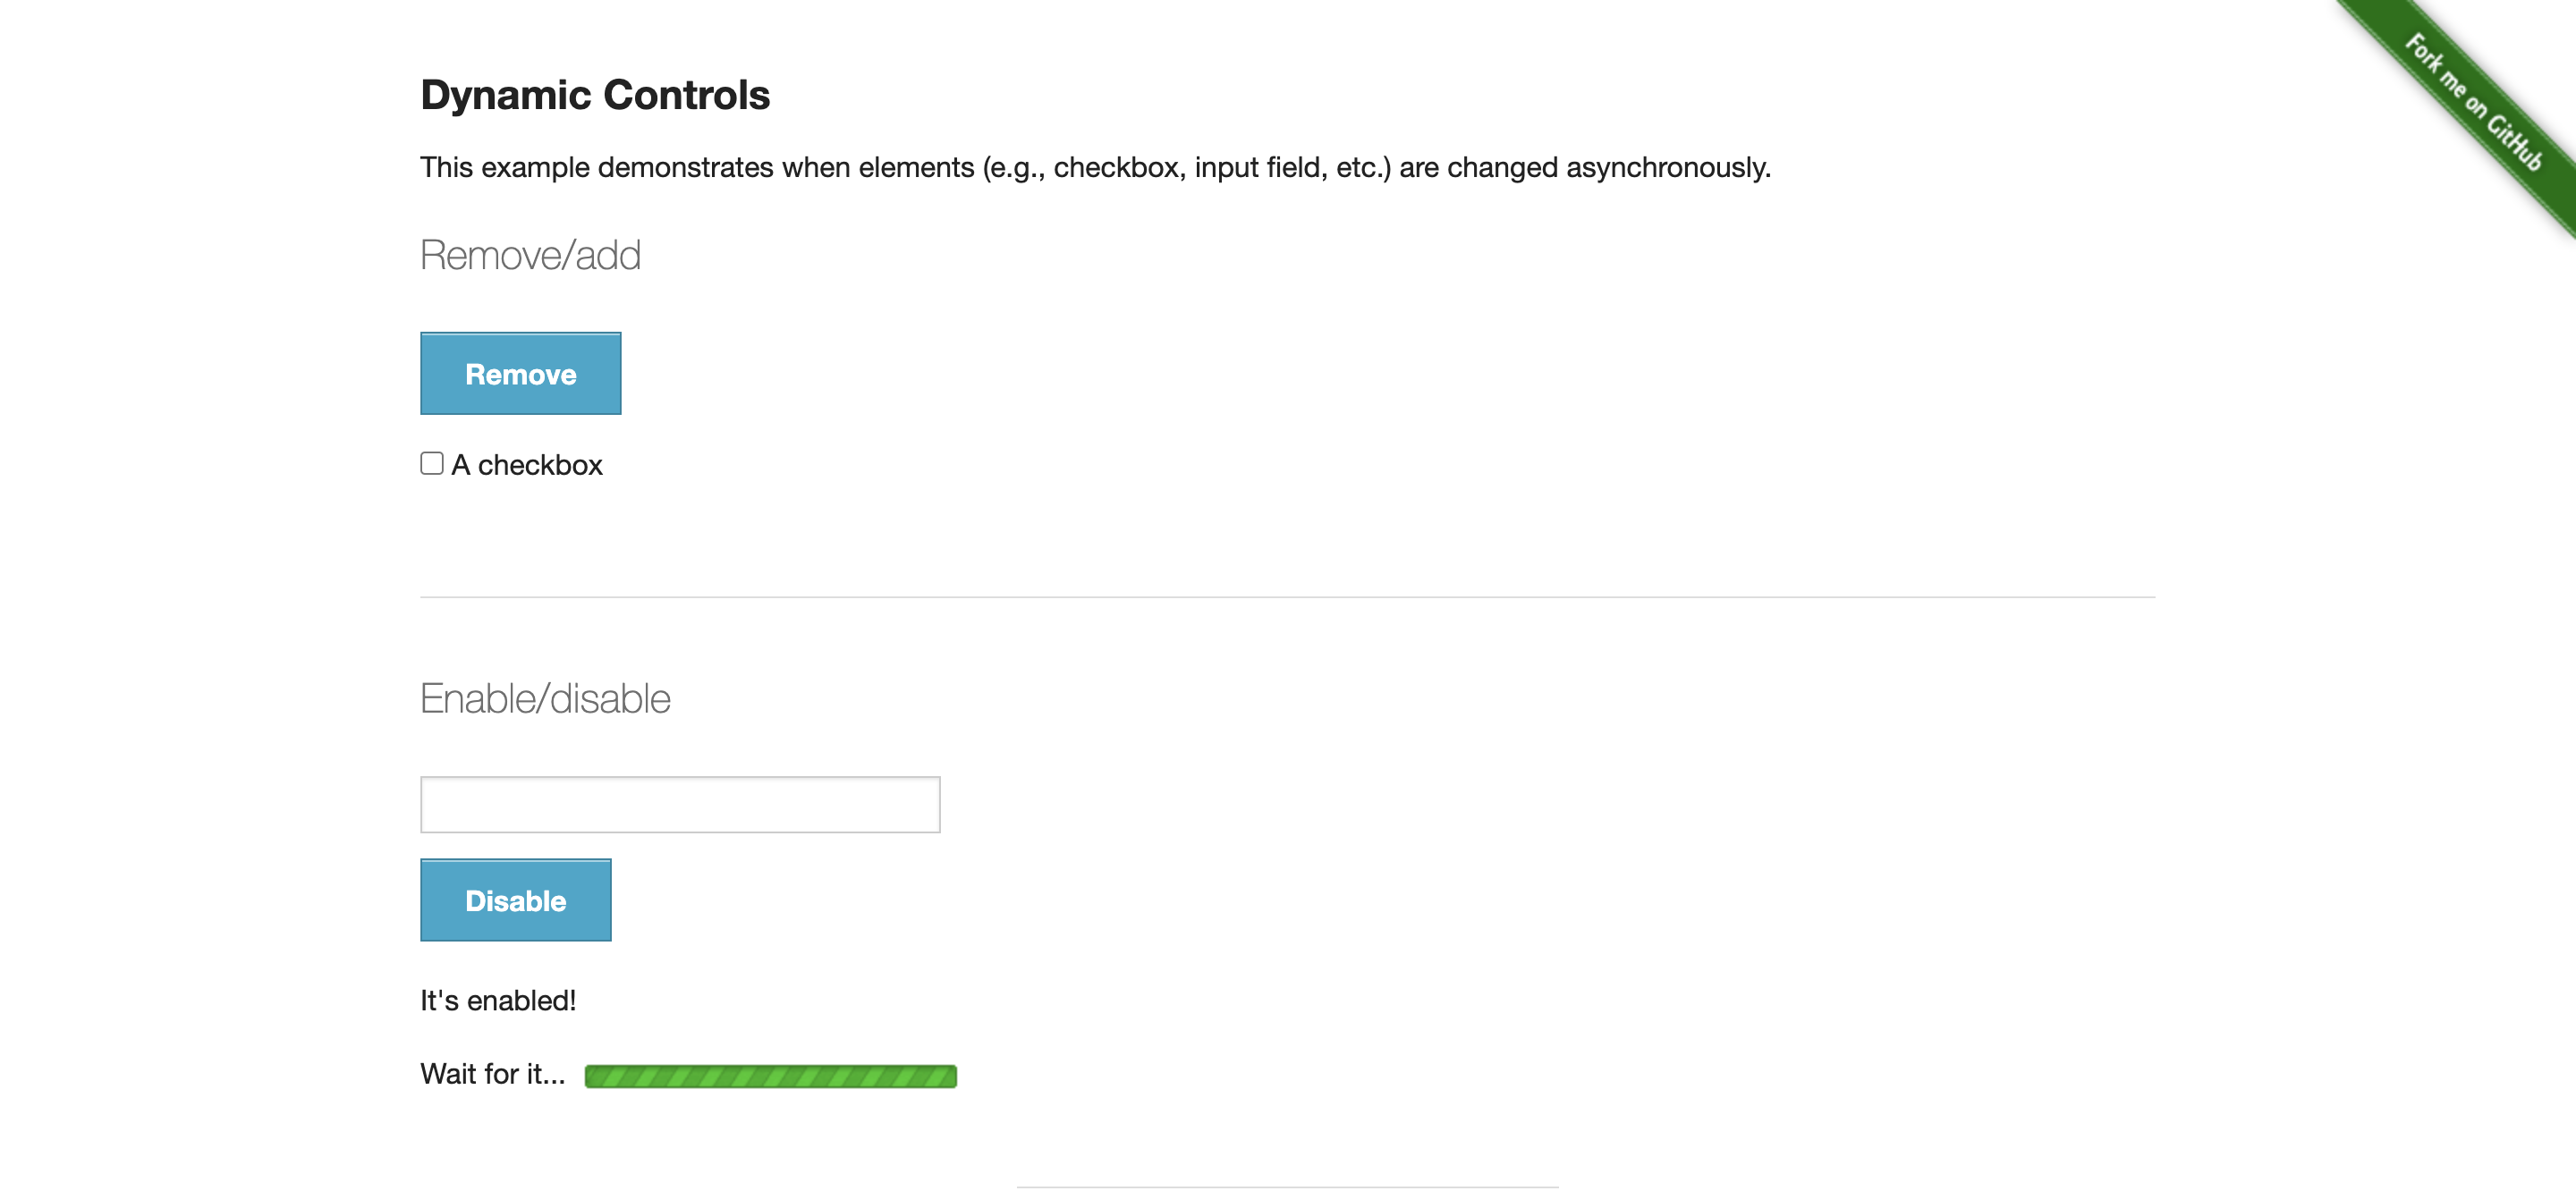 Fork me on GitHub
Dynamic Controls
This example demonstrates when elements (e.g., checkbox, input field, etc.) are changed asynchronously.
Remove/add
Remove
A checkbox
Enable/disable
Disable
It's enabled!
Wait for it...